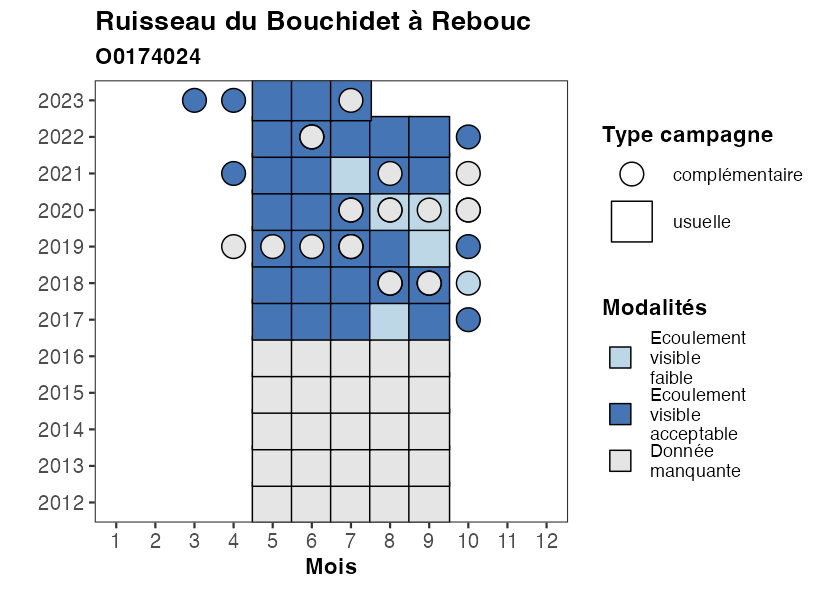 Ruisseau du Bouchidet à Rebouc
O0174024
2023
2022
2021
2020
2019
2018
2017
2016
2015
2014
2013
2012
1 2 3 4 5 6 7 8 9 10 11 12
Mois
Type campagne
complémentaire
usuelle
Modalités
Ecoulement
visible
faible
Ecoulement
visible
acceptable
Donnée
manquante